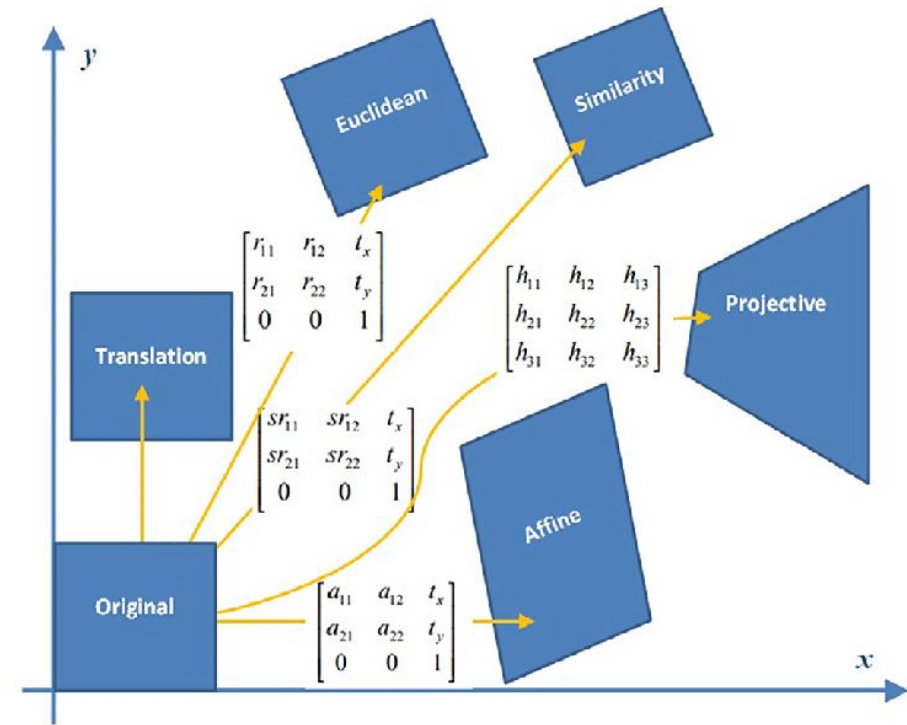 y
Euclidean
Similarity
r11 r12 tx
r21 r22 ty
0 0 1
h11 h12 h13
h21 h22 h23
h31 h32 h33
Projective
Translation
sr11 sr12 tx
sr21 sr22 ty
0 0 1
Affine
Original
a11 a12 tx
a21 a22 ty
0 0 1
x